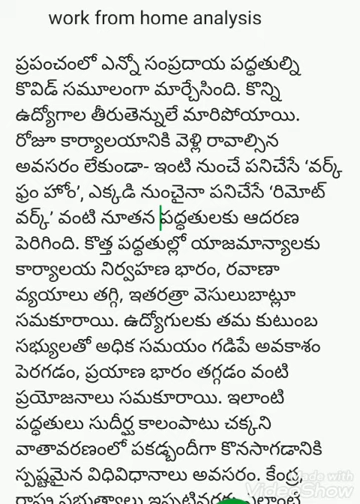 work from home analysis
ప్రపంచంలో ఎన్నో సంప్రదాయ పద్ధతుల్ని
కొవిడ్ సమూలంగా మార్చేసింది. కొన్ని
ఉద్యోగాల తీరుతెన్నులే మారిపోయాయి.
రోజూ కార్యాలయానికి వెళ్లి రావాల్సిన
అవసరం లేకుండా- ఇంటి నుంచే పనిచేసే ‘వర్క్
ఫ్రం హోం’, ఎక్కడి నుంచైనా పనిచేసే ‘రిమోట్
వర్క్’ వంటి నూతన పద్ధతులకు ఆదరణ
పెరిగింది. కొత్త పద్ధతుల్లో యాజమాన్యాలకు
కార్యాలయ నిర్వహణ భారం, రవాణా
వ్యయాలు తగ్గి, ఇతరత్రా వెసులుబాట్లూ
సమకూరాయి. ఉద్యోగులకు తమ కుటుంబ
సభ్యులతో అధిక సమయం గడిపే అవకాశం
పెరగడం, ప్రయాణ భారం తగ్గడం వంటి
ప్రయోజనాలు సమకూరాయి. ఇలాంటి
పద్ధతులు సుదీర్ఘ కాలంపాటు చక్కని
వాతావరణంలో పకడ్బందీగా కొనసాగడానికి
స్పష్టమైన విధివిధానాలు అవసరం. కేంద్ర,
Made with
VivaVideo